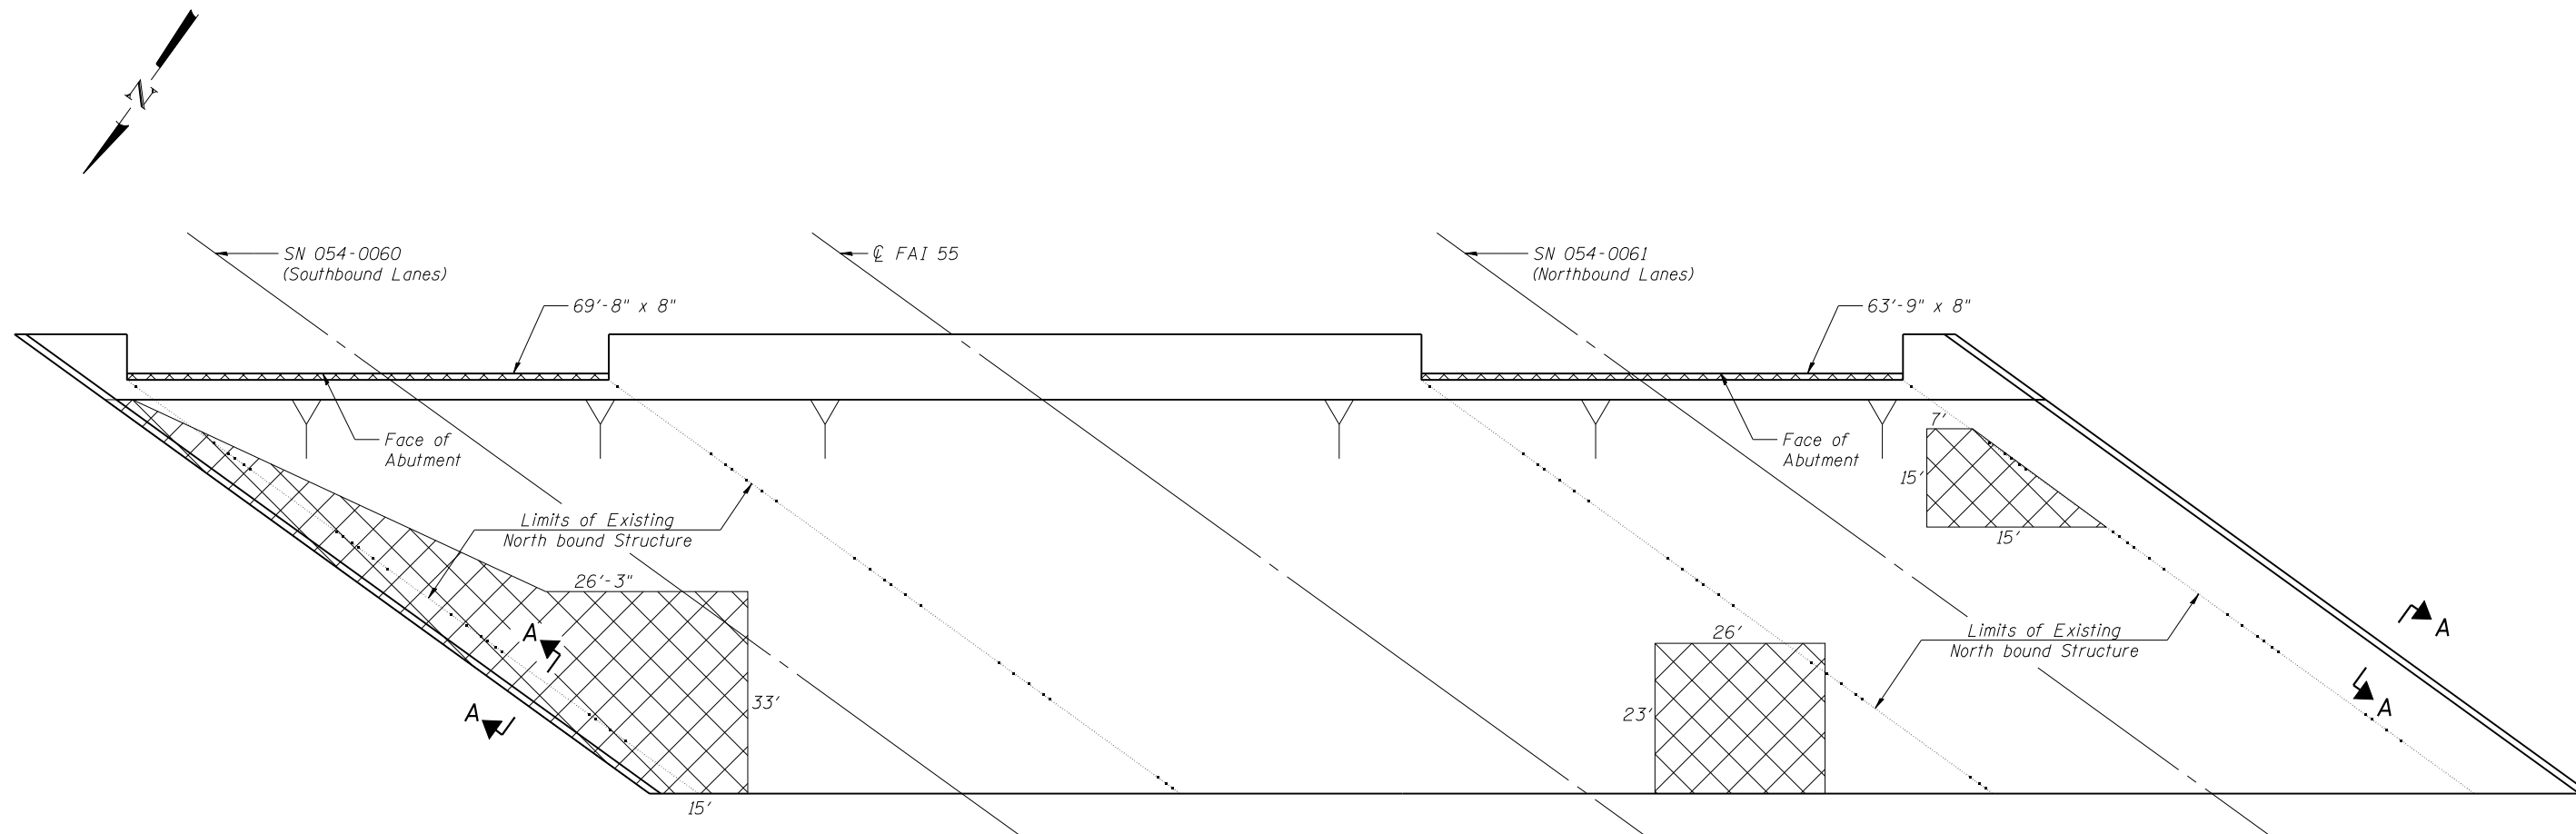 N
SN 054-0060
(Southbound Lanes)
℄ FAI 55
SN 054-0061
(Northbound Lanes)
69'-8" x 8"
63'-9" x 8"
Face of
Abutment
Face of
Abutment
7'
15'
15'
Limits of Existing
North bound Structure
26'-3"
33'
15'
A
A
26'
23'
Limits of Existing
North bound Structure
A
A